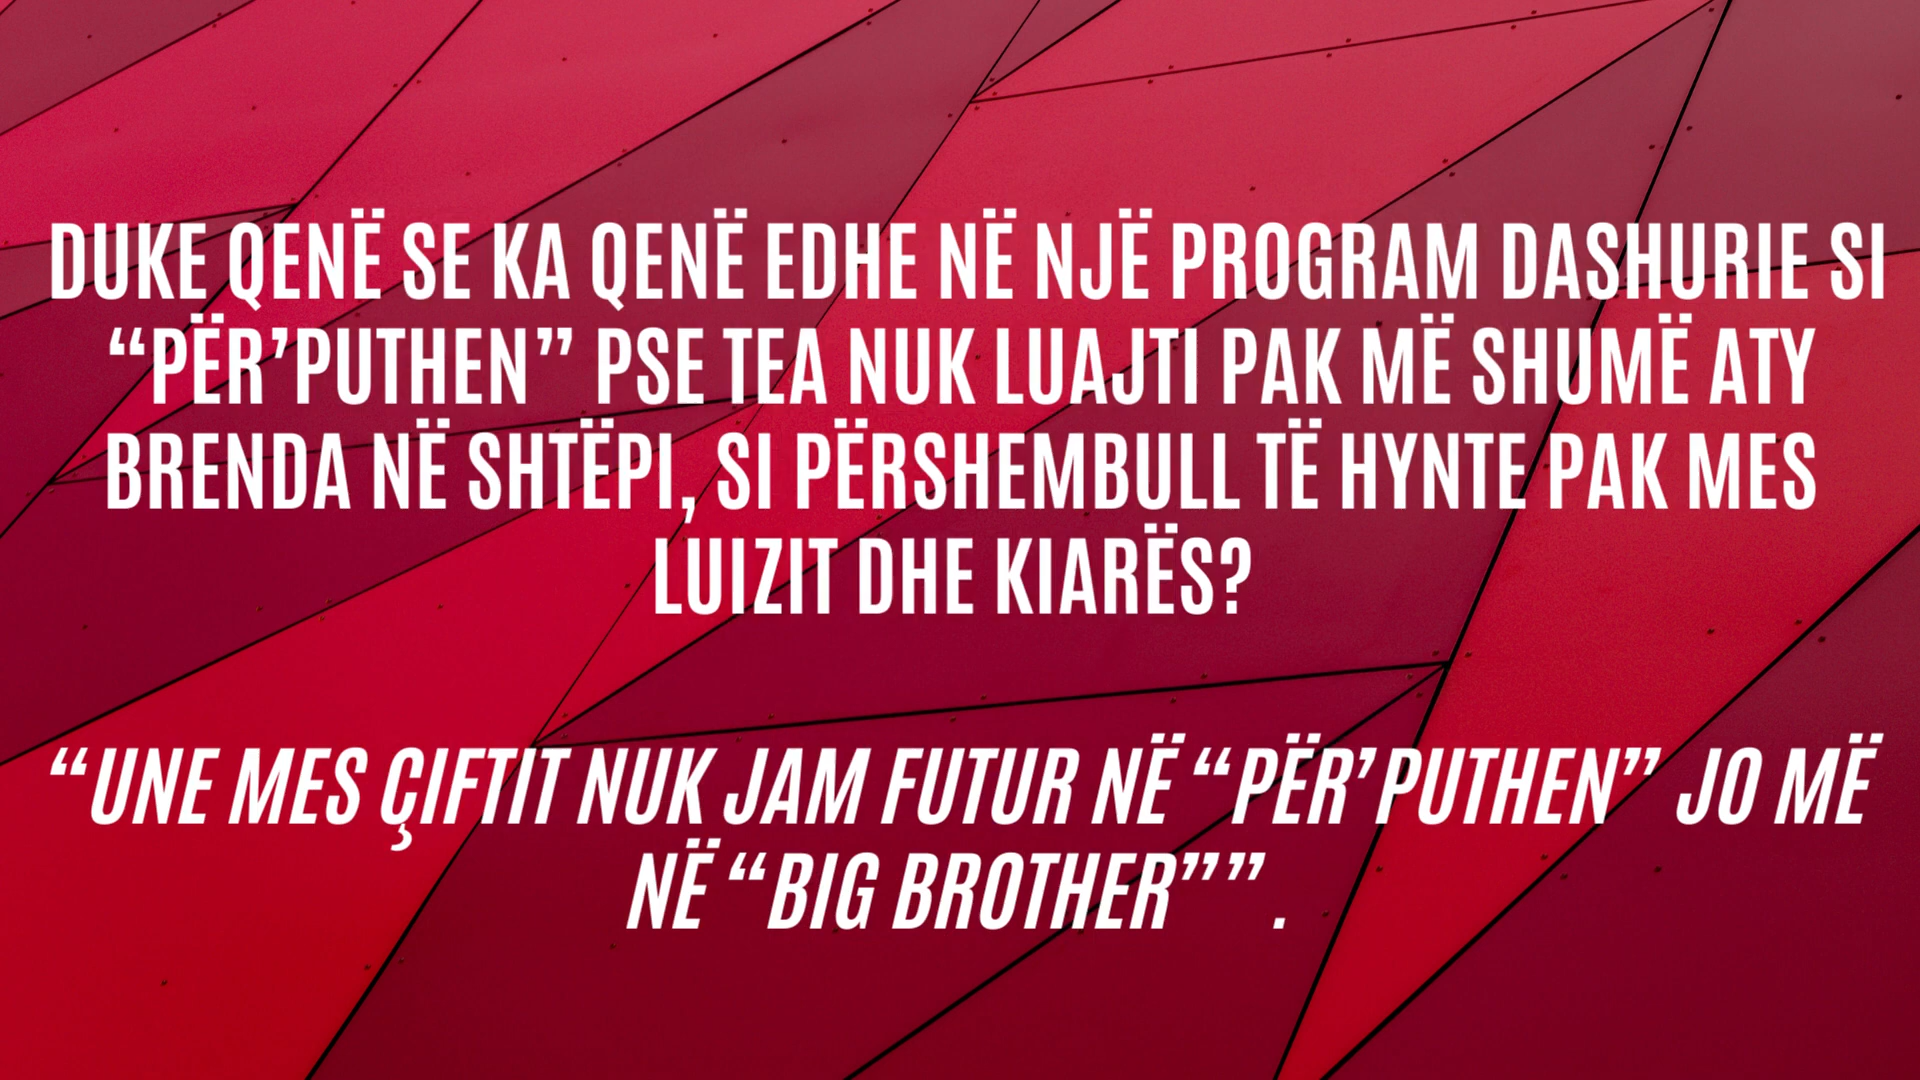 DUKE QENË SE KA QENË EDHE NË NJË PROGRAM DASHURIE SI
“PËR’PUTHEN” PSE TEA NUK LUAJTI PAK MË SHUMË ATY
BRENDA NË SHTËPI, SI PËRSHEMBULL TË HYNTE PAK MES
LUIZIT DHE KIARËS?
“UNE MES ÇIFTIT NUK JAM FUTUR NË “PËR’PUTHEN” JO MË
NË “BIG BROTHER”” .